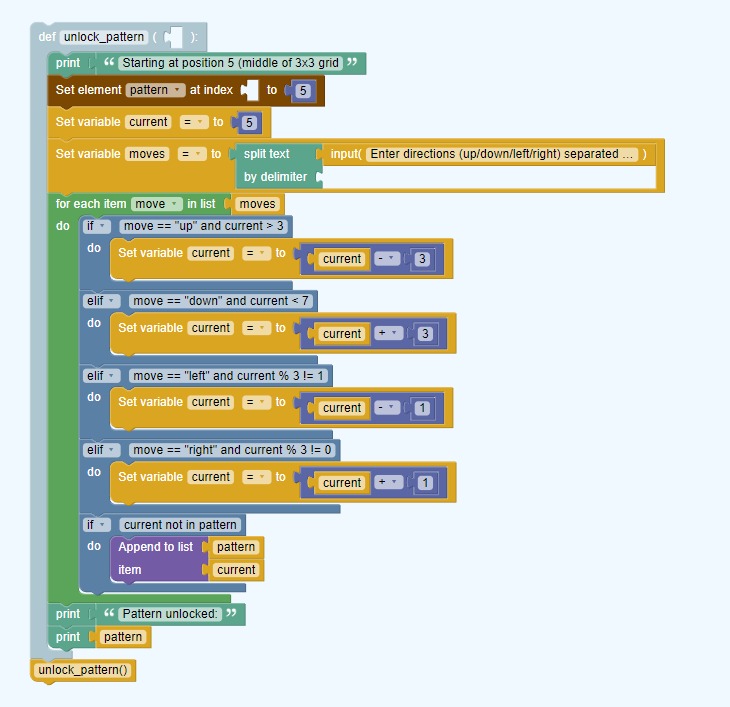 def unlock_pattern ( ):
print “ Starting at position 5 (middle of 3x3 grid ”
Set element pattern at index to 5
Set variable current = to 5
Set variable moves = to split text input( Enter directions (up/down/left/right) separated ... )
by delimiter
for each item move in list moves
do if move == "up" and current > 3
do Set variable current = to current - 3
elif move == "down" and current < 7
do Set variable current = to current + 3
elif move == "left" and current % 3 != 1
do Set variable current = to current - 1
elif move == "right" and current % 3 != 0
do Set variable current = to current + 1
if current not in pattern
do Append to list pattern
item current
print “ Pattern unlocked: ”
print pattern
unlock_pattern()